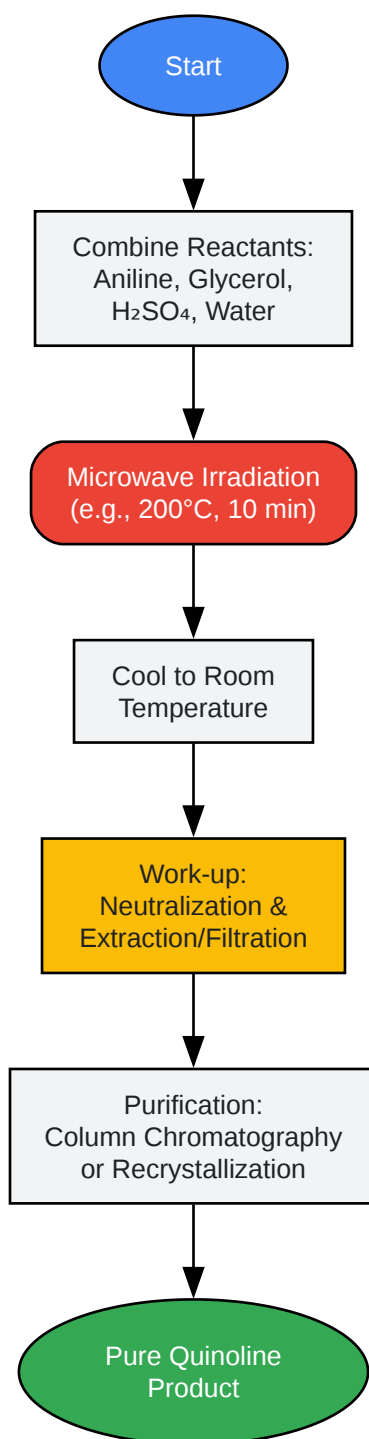 Start
Combine Reactants:
Aniline, Glycerol,
H₂SO₄, Water
Microwave Irradiation
(e.g., 200°C, 10 min)
Cool to Room
Temperature
Work-up:
Neutralization &
Extraction/Filtration
Purification:
Column Chromatography
or Recrystallization
Pure Quinoline
Product